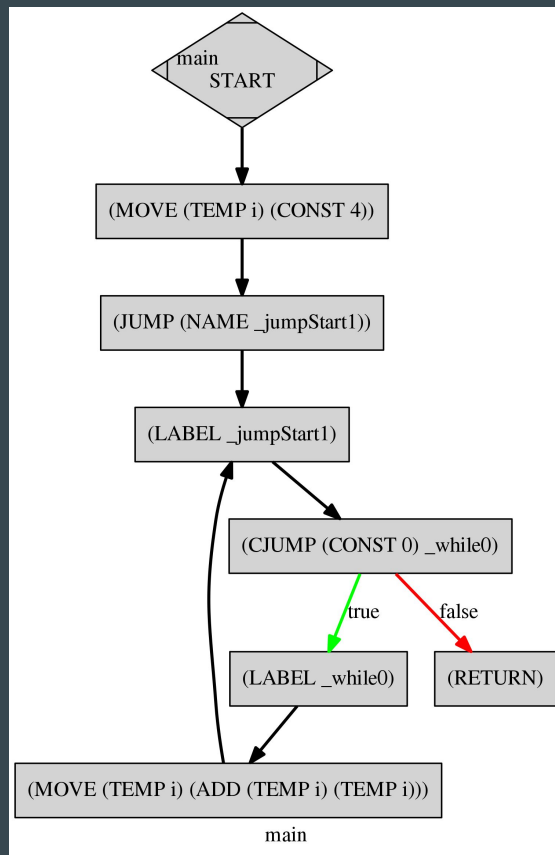 main
START
(MOVE (TEMP i) (CONST 4))
(JUMP (NAME _jumpStart1))
(LABEL _jumpStart1)
(CJUMP (CONST 0) _while0)
true
false
(LABEL _while0)
(RETURN)
(MOVE (TEMP i) (ADD (TEMP i) (TEMP i)))
main